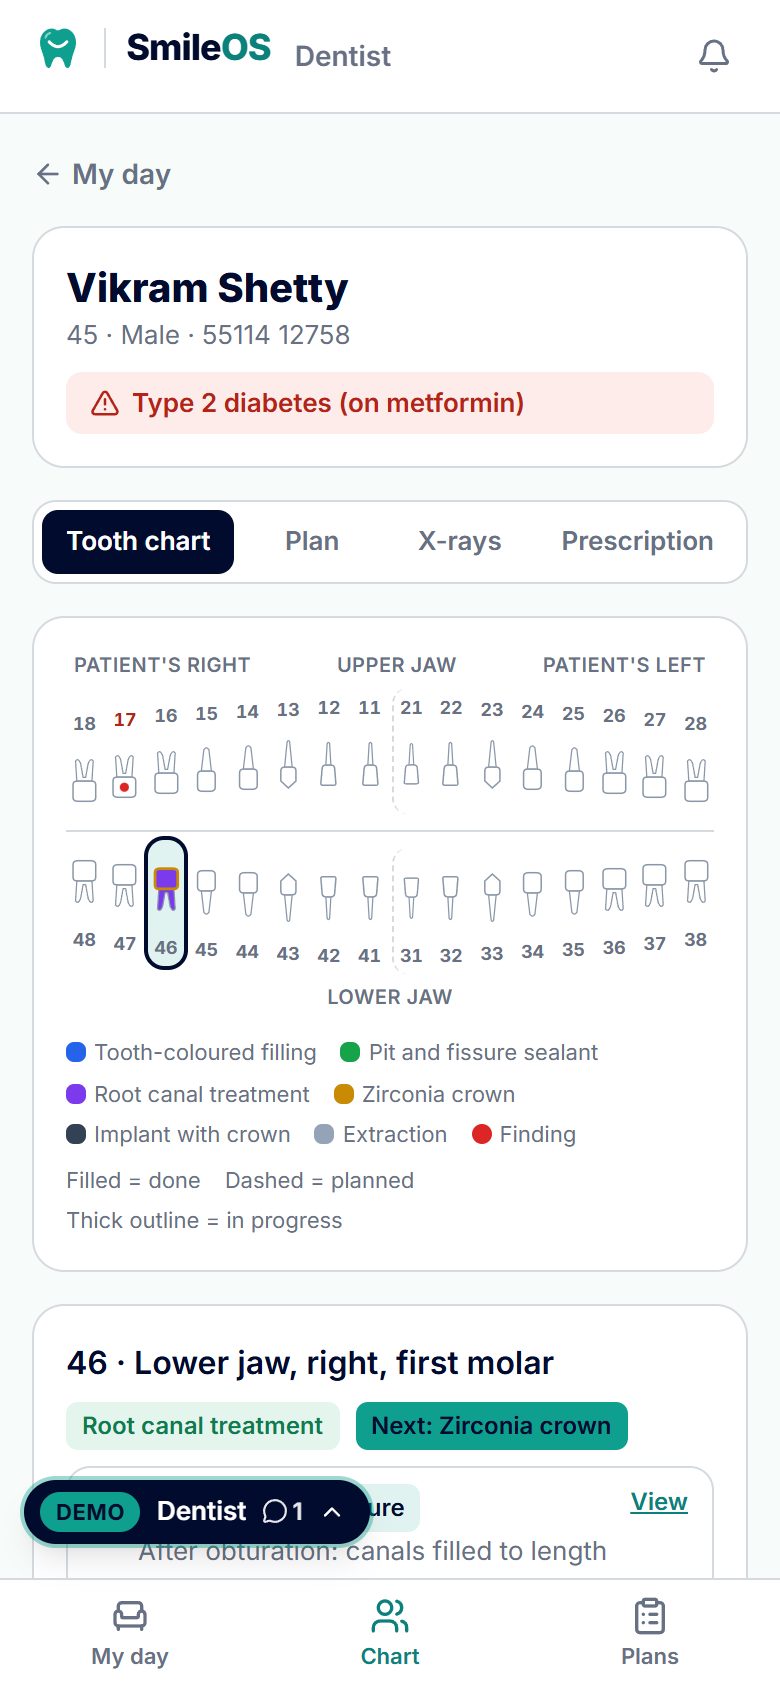 SmileOS Dentist
My day
Vikram Shetty
45 · Male · 55114 12758
Type 2 diabetes (on metformin)
Tooth chart Plan X-rays Prescription
PATIENT'S RIGHT UPPER JAW PATIENT'S LEFT
18 17 16 15 14 13 12 11 21 22 23 24 25 26 27 28
48 47 46 45 44 43 42 41 31 32 33 34 35 36 37 38
LOWER JAW
Tooth-coloured filling Pit and fissure sealant
Root canal treatment Zirconia crown
Implant with crown Extraction Finding
Filled = done Dashed = planned
Thick outline = in progress
46 · Lower jaw, right, first molar
Root canal treatment Next: Zirconia crown
DEMO Dentist 1 View
After obturation: canals filled to length
My day Chart Plans